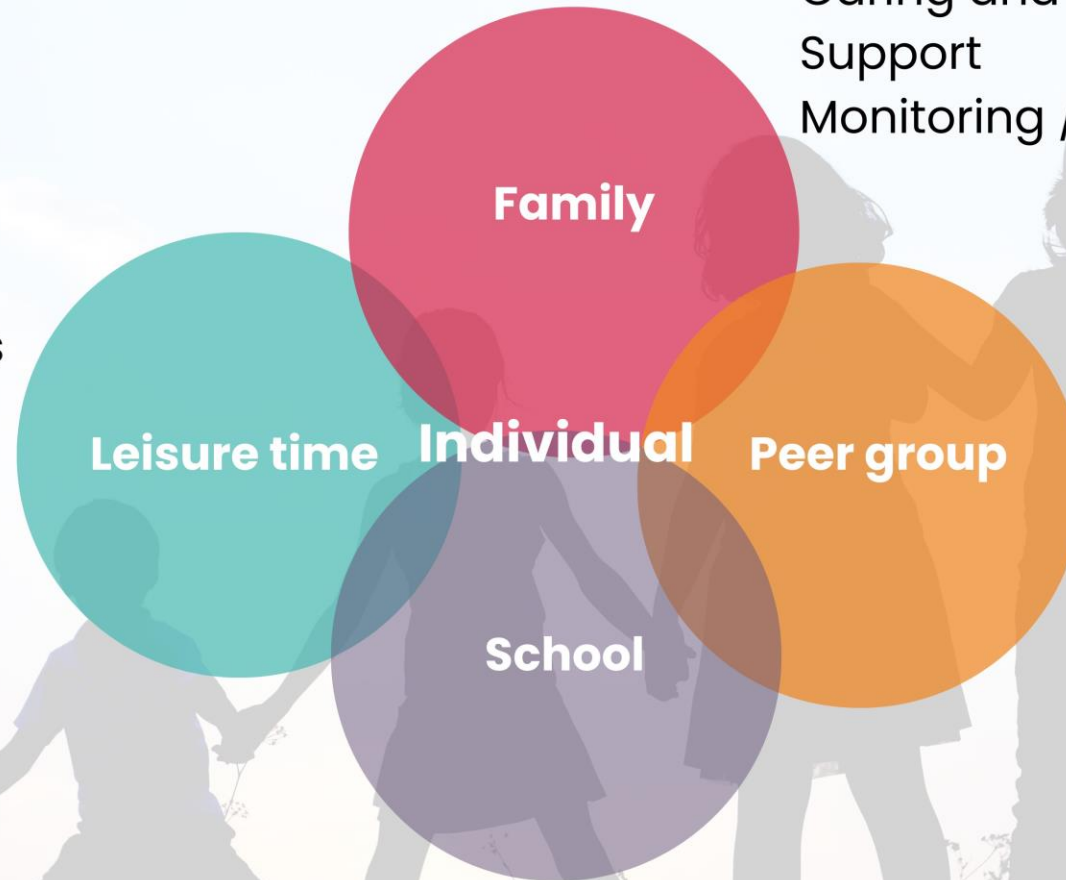 Support
Monitoring /
Family
s
Leisure time
Individual
Peer group
School